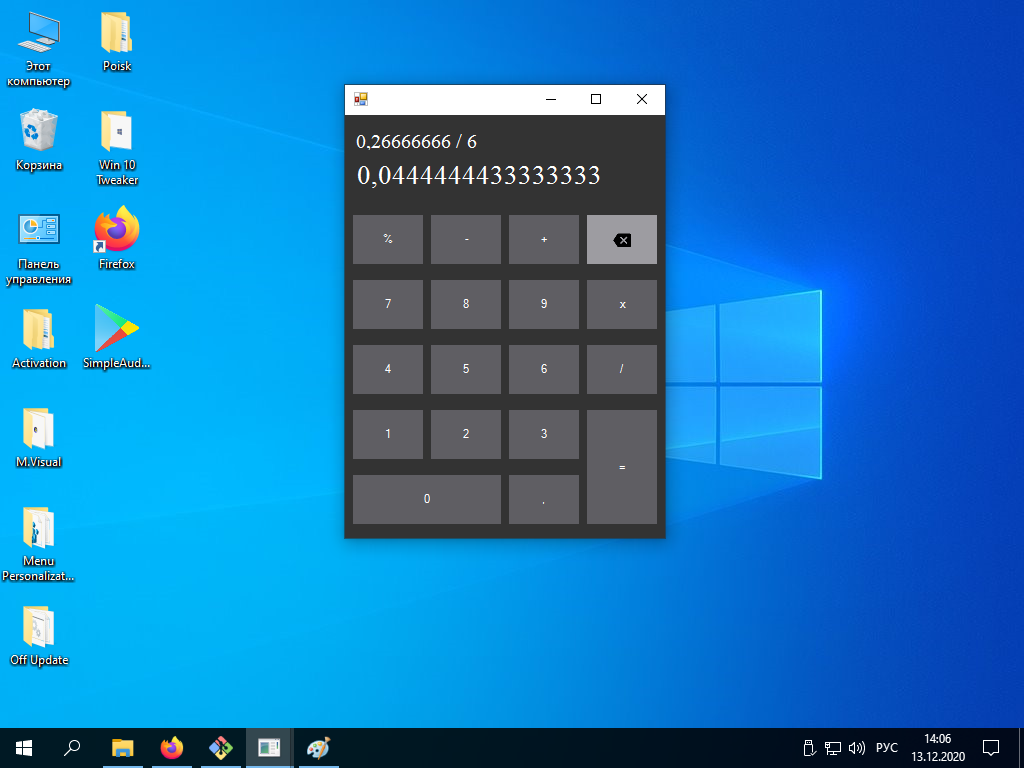 Этот
компьютер
Poisk
Корзина
Win 10
Tweaker
Панель
управления
Firefox
Activation
SimpleAud...
M.Visual
Menu
Personalizat...
Off Update
0,26666666 / 6
0,0444444433333333
%
-
+
7
8
9
x
4
5
6
/
1
2
3
=
0
.
РУС
14:06
13.12.2020